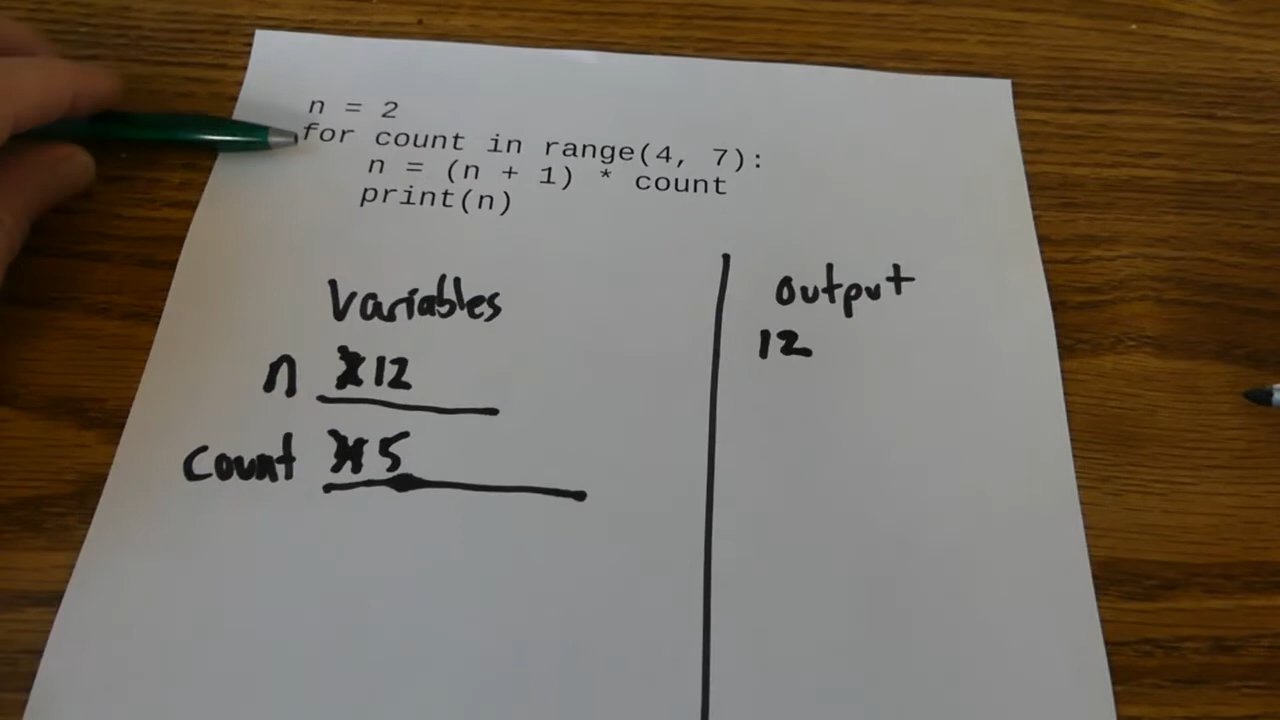 n = 2
for count in range(4, 7):
    n = (n + 1) * count
    print(n)
Variables
Output
n 12
12
Count 5